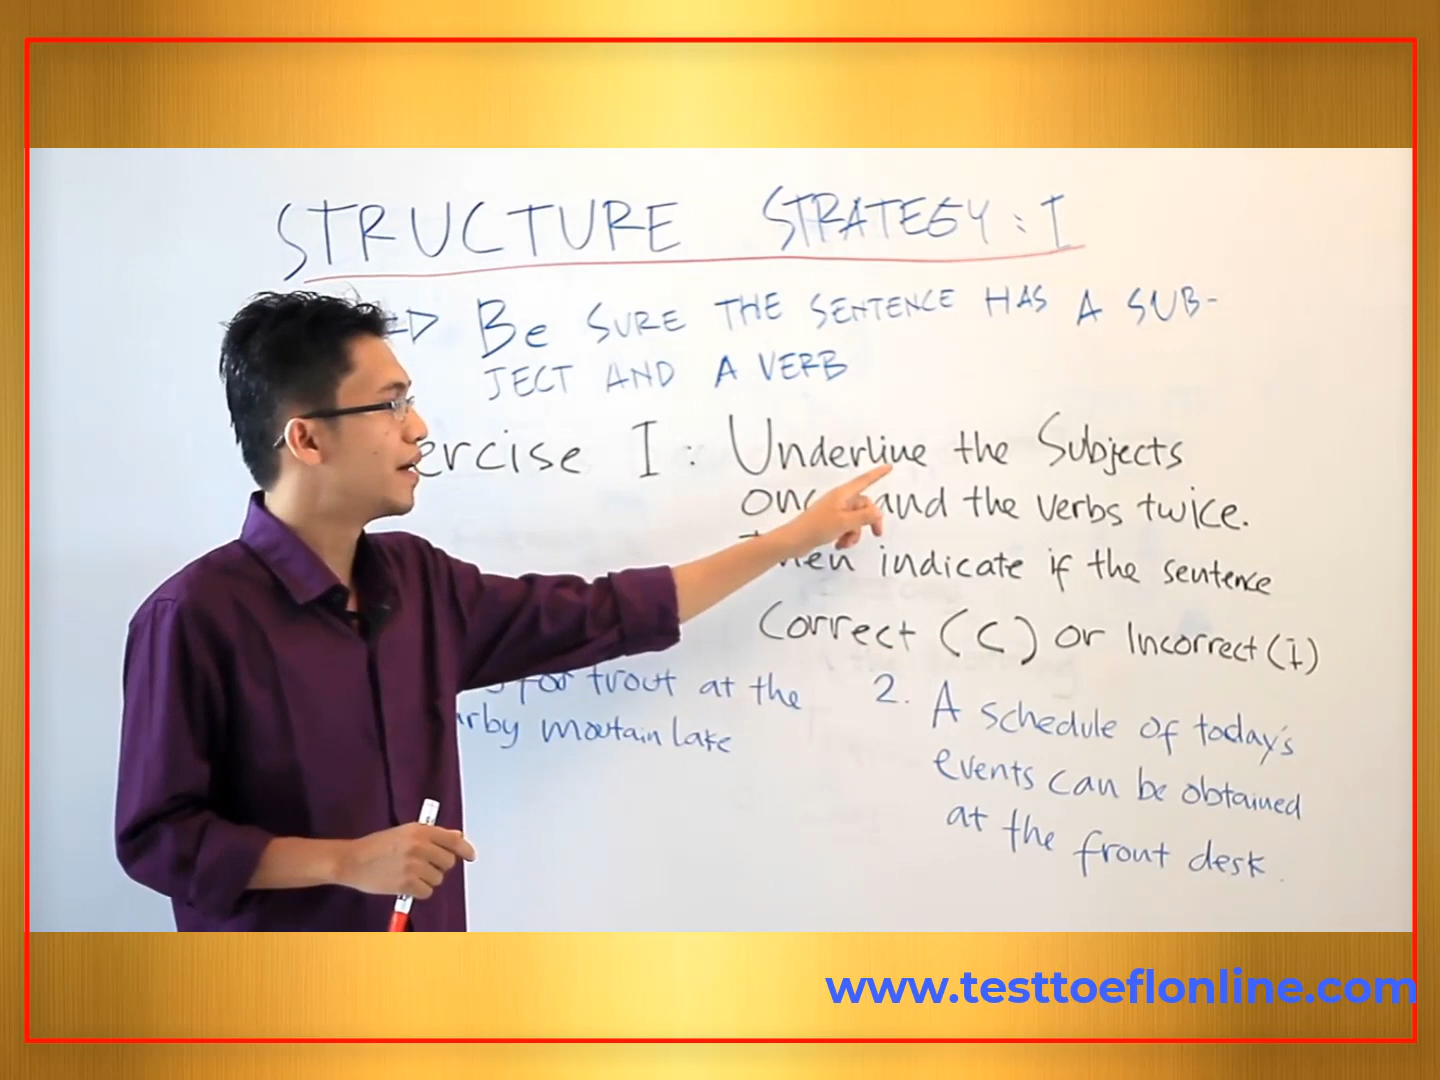 STRUCTURE STRATEGY: I
BE SURE THE SENTENCE HAS A SUB-
JECT AND A VERB
ercise I: Underline the Subjects
and the verbs twice.
indicate if the sentence
Correct (C) or Incorrect (i)
for trout at the
moutain lake
2. A schedule of today's
events can be obtained
at the front desk.
www.testtoeflonline.com